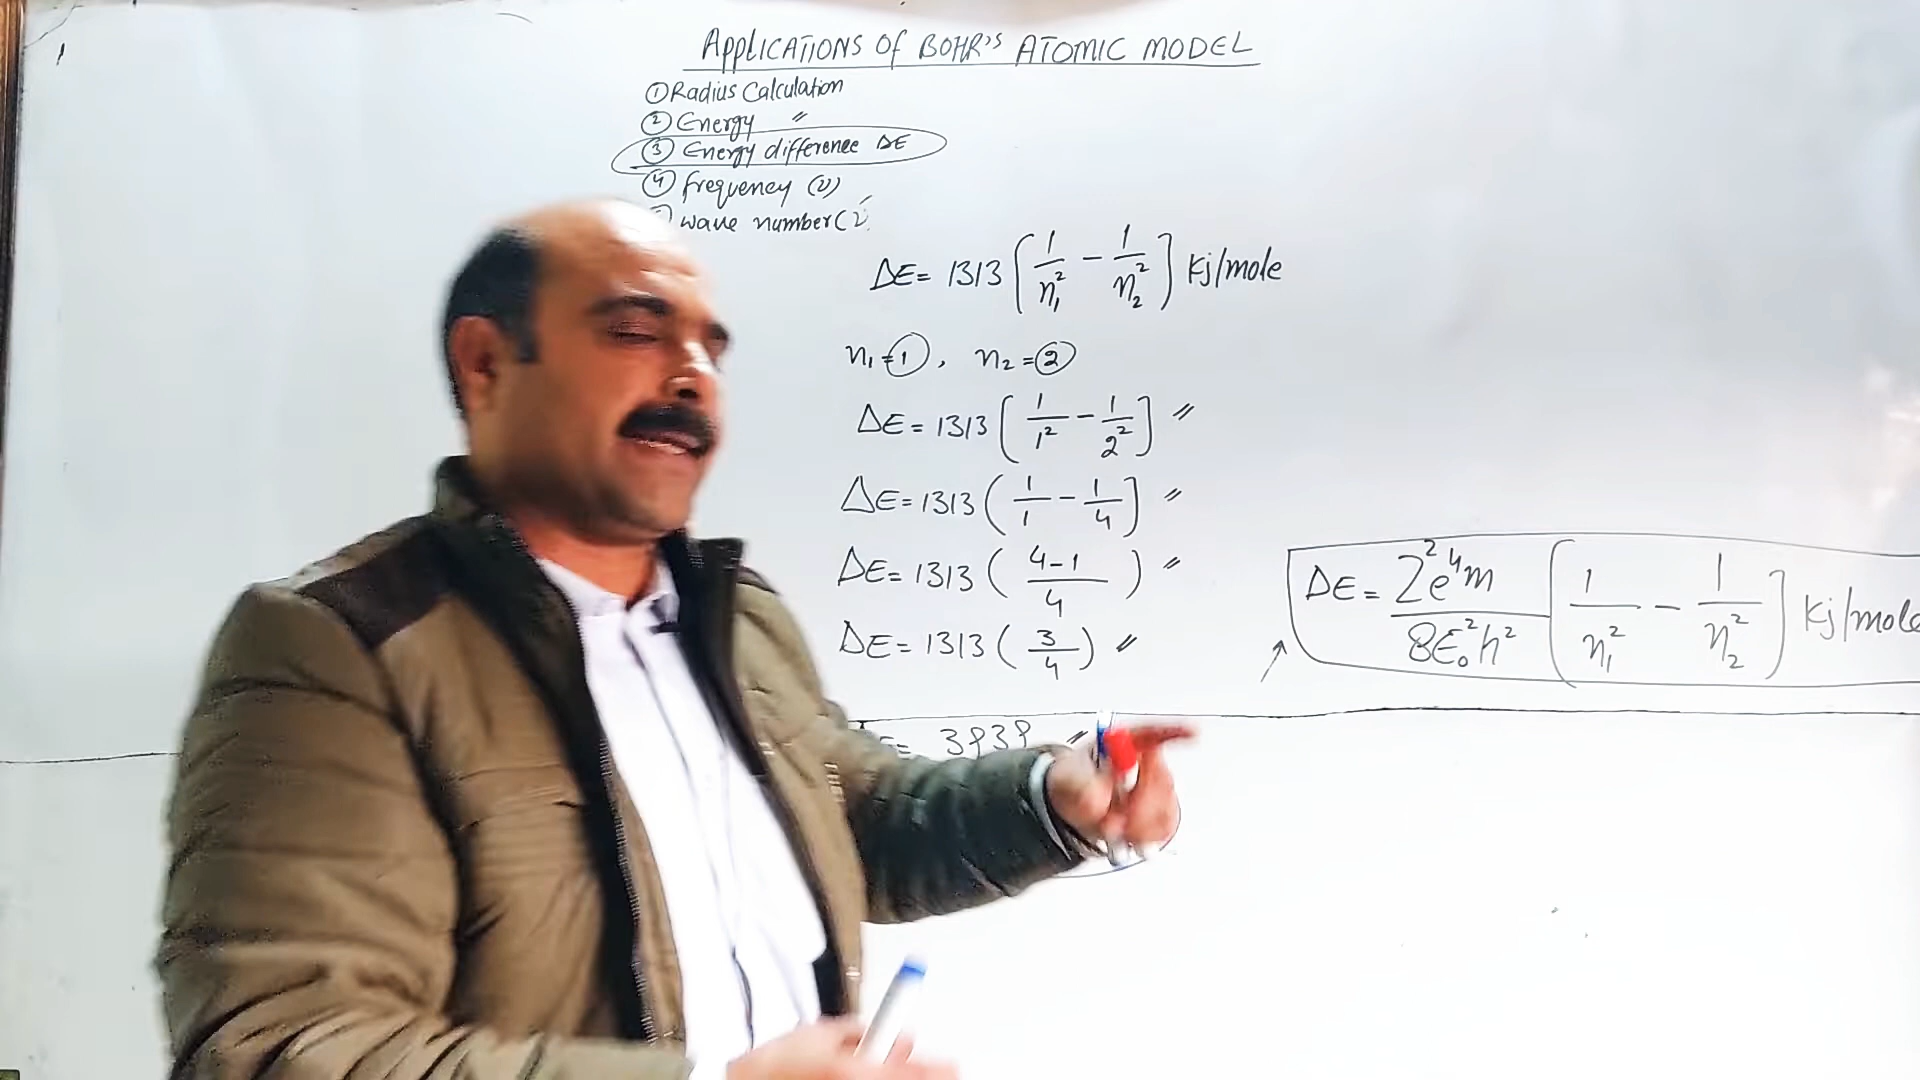 APPLICATIONS OF BOHR'S ATOMIC MODEL
① Radius Calculation
② Energy 〃
③ Energy difference ΔE
④ frequency (ν)
wave number (ν̄
ΔE = 1313 [1/n₁² − 1/n₂²] Kj/mole
n₁ = 1, n₂ = 2
ΔE = 1313 [1/1² − 1/2²] 〃
ΔE = 1313 (1/1 − 1/4] 〃
ΔE = 1313 (4-1/4) 〃
ΔE = 1313 (3/4) 〃
E = 3939 〃
ΔE = Z²e⁴m/8ε₀²h² [1/n₁² − 1/n₂²] Kj/mole